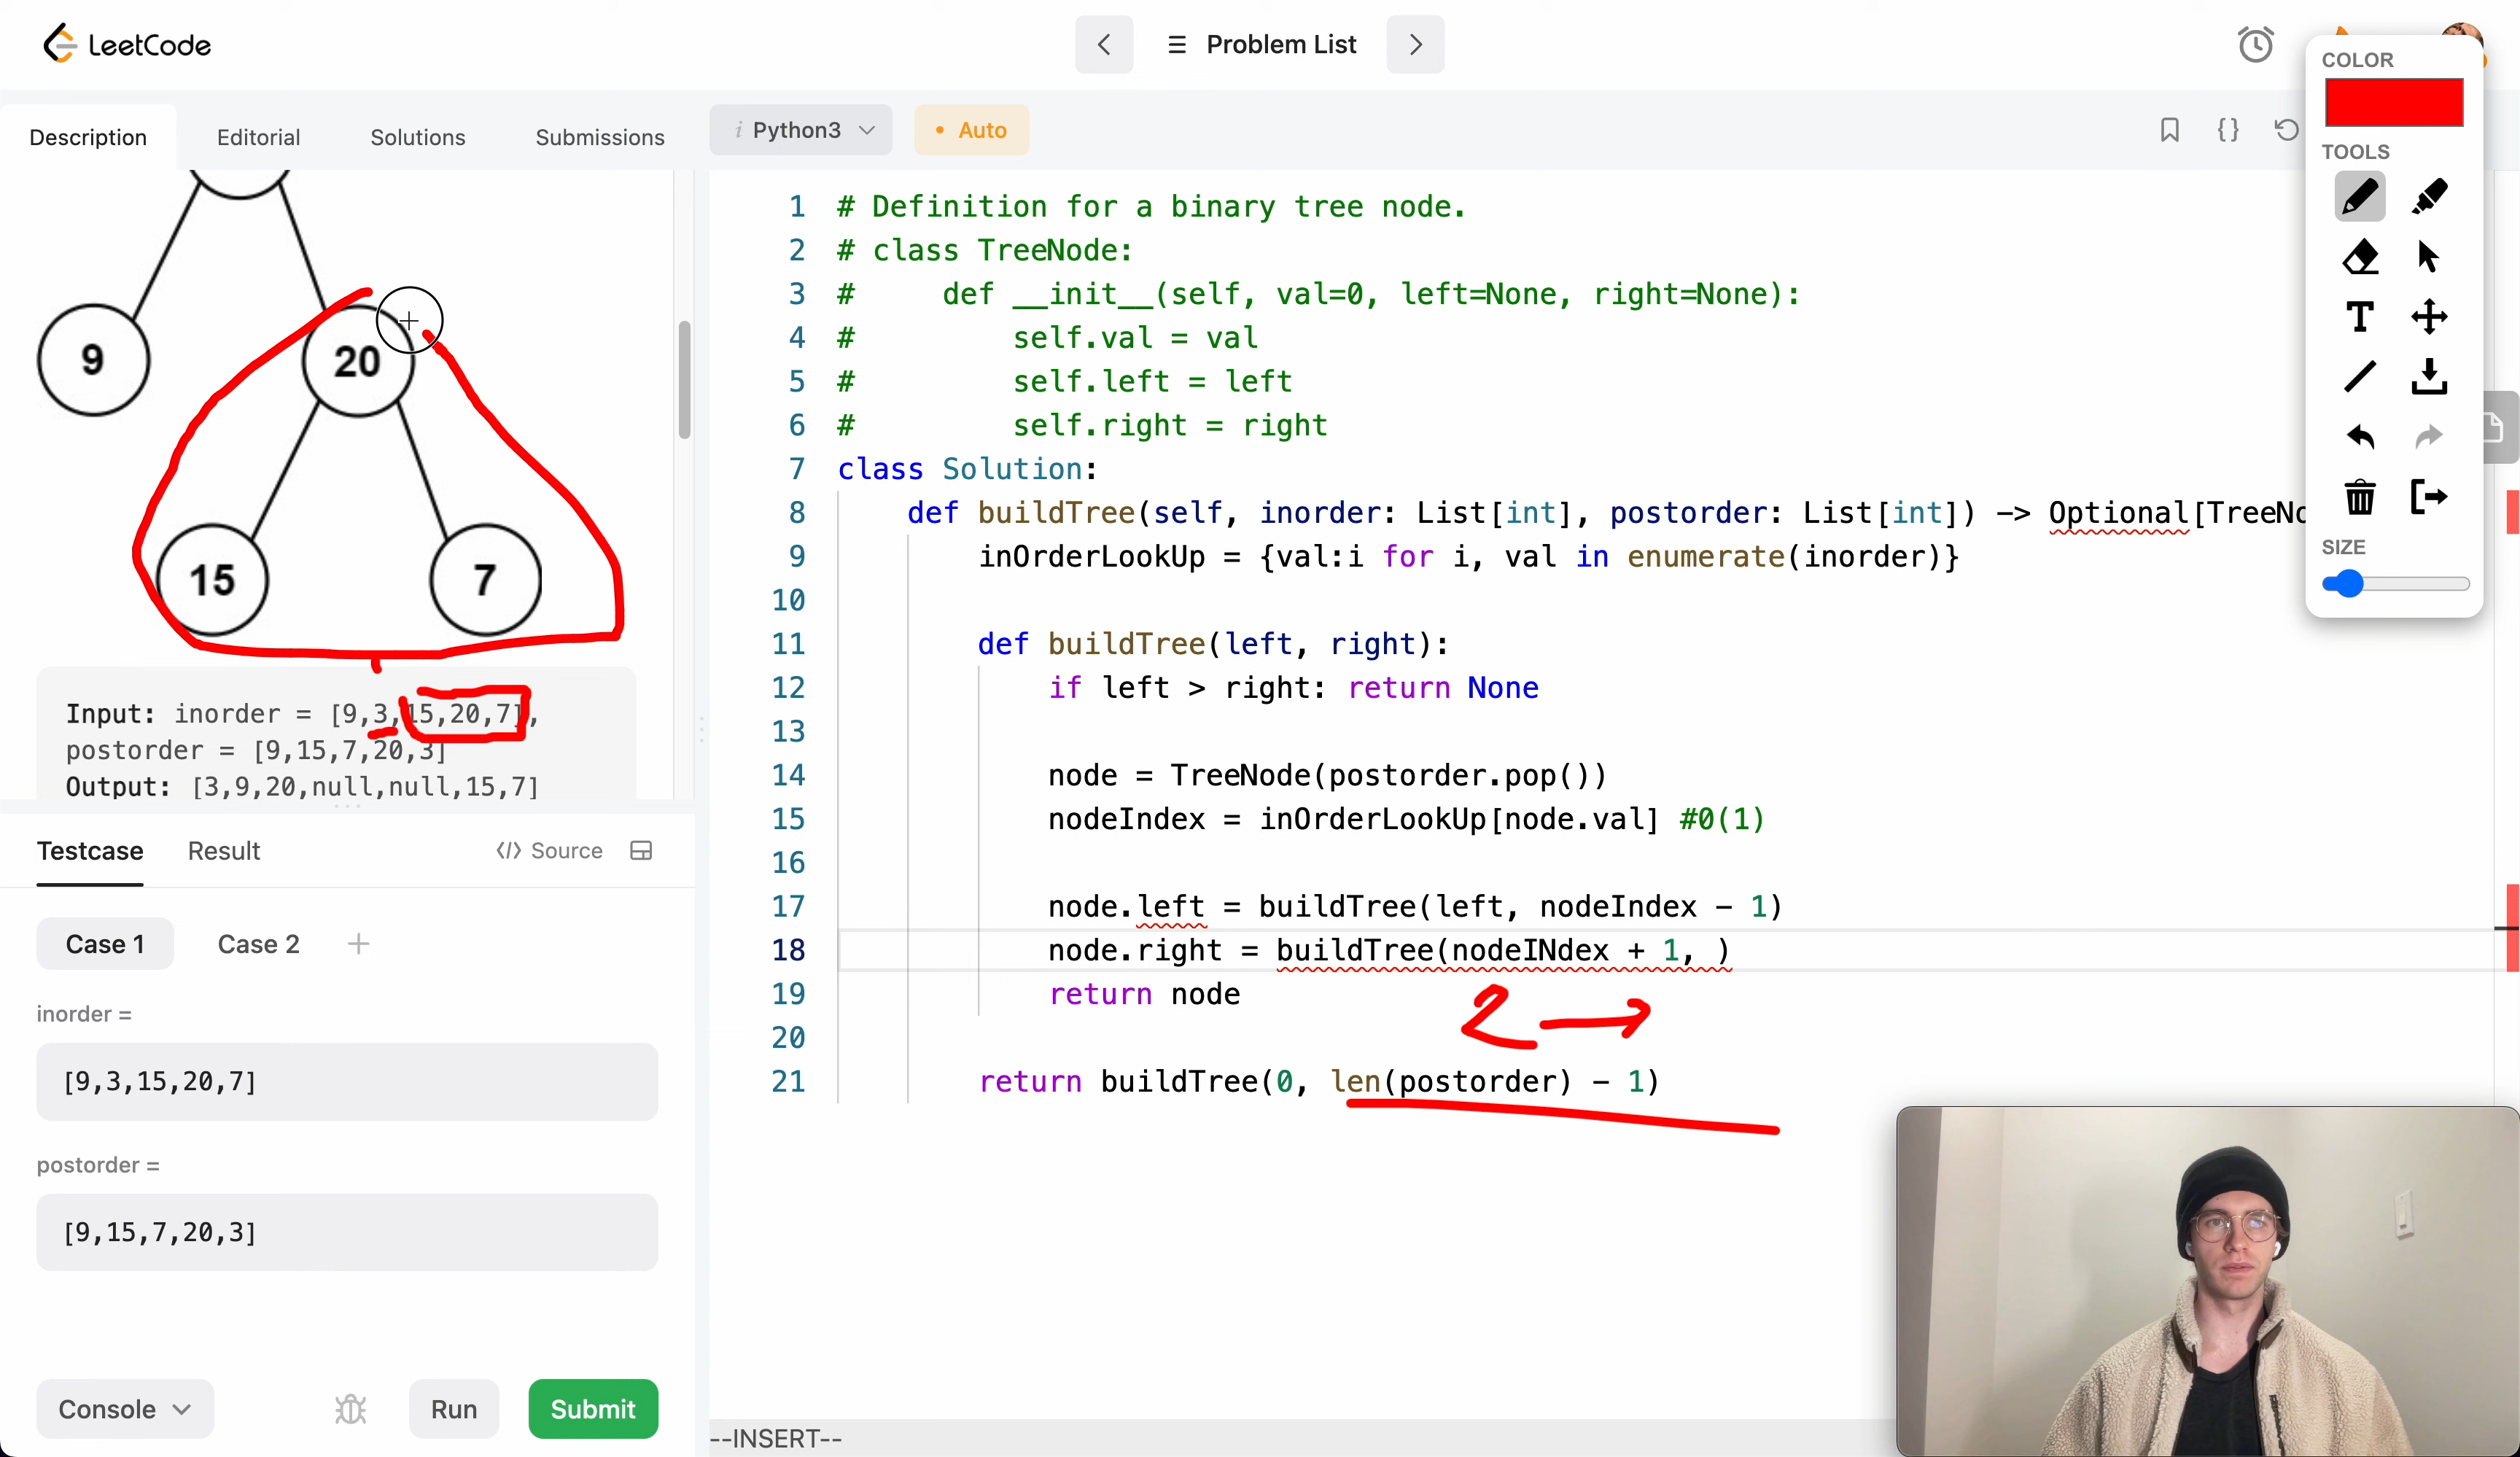 LeetCode
Problem List
Description Editorial Solutions Submissions
i Python3 • Auto
COLOR
TOOLS
SIZE
9
20
15
7
Input: inorder = [9,3,15,20,7],
postorder = [9,15,7,20,3]
Output: [3,9,20,null,null,15,7]
Testcase Result </> Source
Case 1 Case 2 +
inorder =
[9,3,15,20,7]
postorder =
[9,15,7,20,3]
Console Run Submit
1 # Definition for a binary tree node.
2 # class TreeNode:
3 #     def __init__(self, val=0, left=None, right=None):
4 #         self.val = val
5 #         self.left = left
6 #         self.right = right
7 class Solution:
8     def buildTree(self, inorder: List[int], postorder: List[int]) -> Optional[TreeNo
9         inOrderLookUp = {val:i for i, val in enumerate(inorder)}
10
11         def buildTree(left, right):
12             if left > right: return None
13
14             node = TreeNode(postorder.pop())
15             nodeIndex = inOrderLookUp[node.val] #0(1)
16
17             node.left = buildTree(left, nodeIndex - 1)
18             node.right = buildTree(nodeINdex + 1, )
19             return node
2
20
21         return buildTree(0, len(postorder) - 1)
--INSERT--